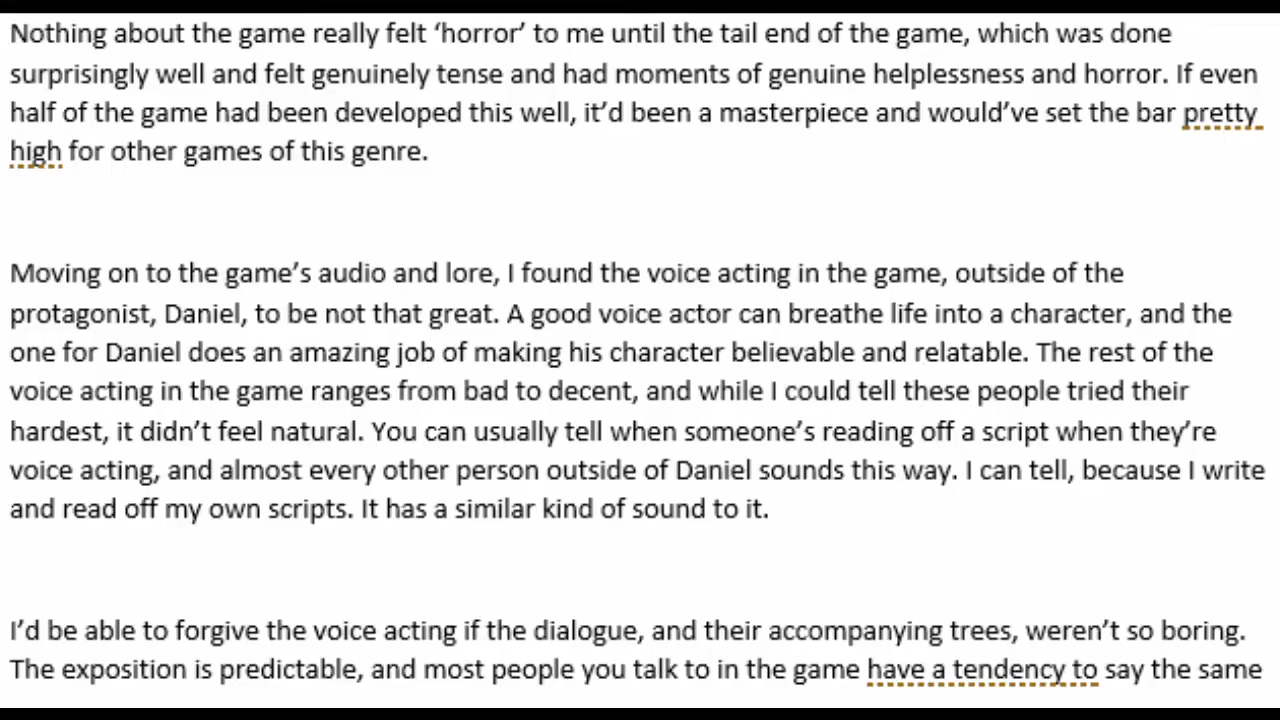 Nothing about the game really felt ‘horror’ to me until the tail end of the game, which was done
surprisingly well and felt genuinely tense and had moments of genuine helplessness and horror. If even
half of the game had been developed this well, it’d been a masterpiece and would’ve set the bar pretty
high for other games of this genre.
Moving on to the game’s audio and lore, I found the voice acting in the game, outside of the
protagonist, Daniel, to be not that great. A good voice actor can breathe life into a character, and the
one for Daniel does an amazing job of making his character believable and relatable. The rest of the
voice acting in the game ranges from bad to decent, and while I could tell these people tried their
hardest, it didn’t feel natural. You can usually tell when someone’s reading off a script when they’re
voice acting, and almost every other person outside of Daniel sounds this way. I can tell, because I write
and read off my own scripts. It has a similar kind of sound to it.
I’d be able to forgive the voice acting if the dialogue, and their accompanying trees, weren’t so boring.
The exposition is predictable, and most people you talk to in the game have a tendency to say the same